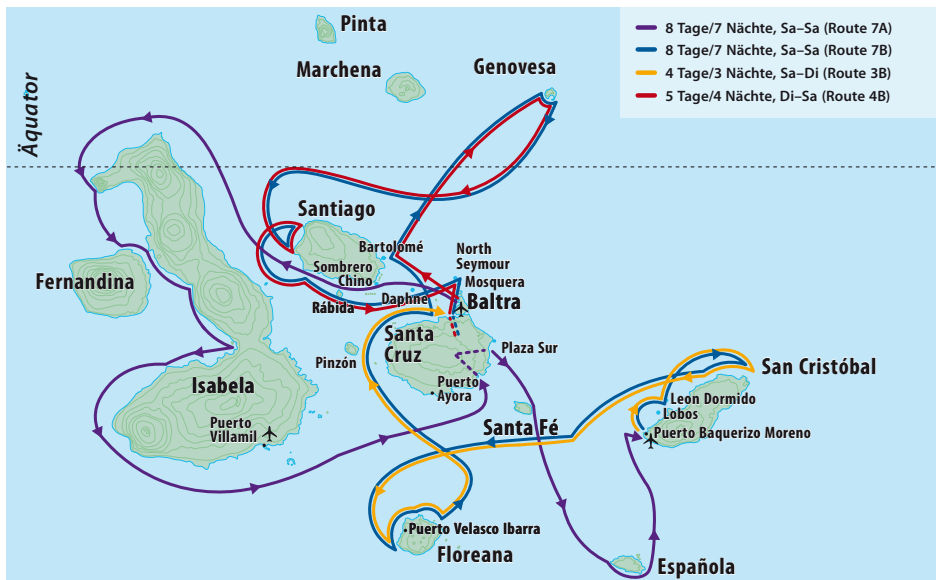 Pinta
8 Tage/7 Nächte, Sa–Sa (Route 7A)
8 Tage/7 Nächte, Sa–Sa (Route 7B)
4 Tage/3 Nächte, Sa–Di (Route 3B)
5 Tage/4 Nächte, Di–Sa (Route 4B)
Marchena
Genovesa
Äquator
Santiago
Bartolomé
North
Seymour
Sombrero
Chino
Mosquera
Fernandina
Rábida
Daphne
Baltra
Santa
Cruz
Plaza Sur
Pinzón
San Cristóbal
Isabela
Puerto
Ayora
Leon Dormido
Lobos
Puerto
Villamil
Santa Fé
Puerto Baquerizo Moreno
Puerto Velasco Ibarra
Floreana
Española